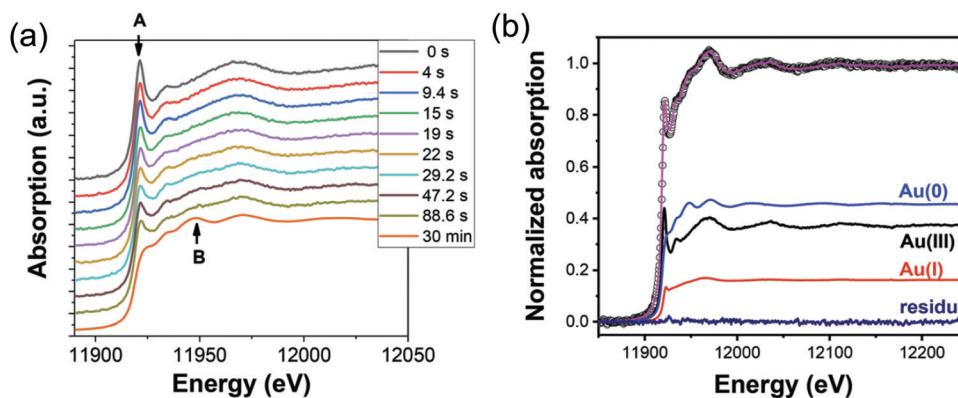 (a)
A
Absorption (a.u.)
0 s
4 s
9.4 s
15 s
19 s
22 s
29.2 s
47.2 s
88.6 s
30 min
B
11900 11950 12000 12050
Energy (eV)
(b)
Normalized absorption
1.0
0.8
0.6
0.4
0.2
0.0
Au(0)
Au(III)
Au(I)
residu
11900 12000 12100 12200
Energy (eV)